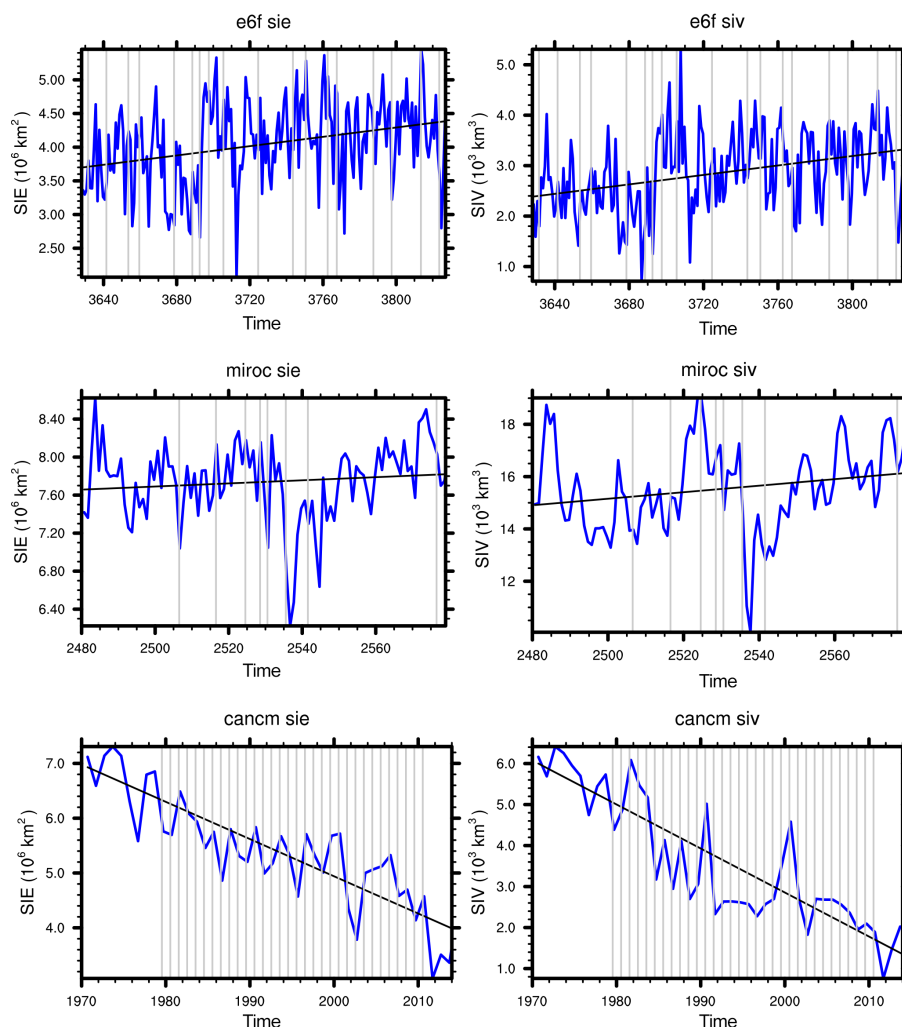 e6f sie
5.00
4.50
4.00
3.50
3.00
2.50
SIE (10⁶ km²)
3640 3680 3720 3760 3800
Time
e6f siv
5.0
4.0
3.0
2.0
1.0
SIV (10³ km³)
3640 3680 3720 3760 3800
Time
miroc sie
8.40
8.00
7.60
7.20
6.80
6.40
SIE (10⁶ km²)
2480 2500 2520 2540 2560
Time
miroc siv
18
16
14
12
SIV (10³ km³)
2480 2500 2520 2540 2560
Time
cancm sie
7.0
6.0
5.0
4.0
SIE (10⁶ km²)
1970 1980 1990 2000 2010
Time
cancm siv
6.0
5.0
4.0
3.0
2.0
1.0
SIV (10³ km³)
1970 1980 1990 2000 2010
Time